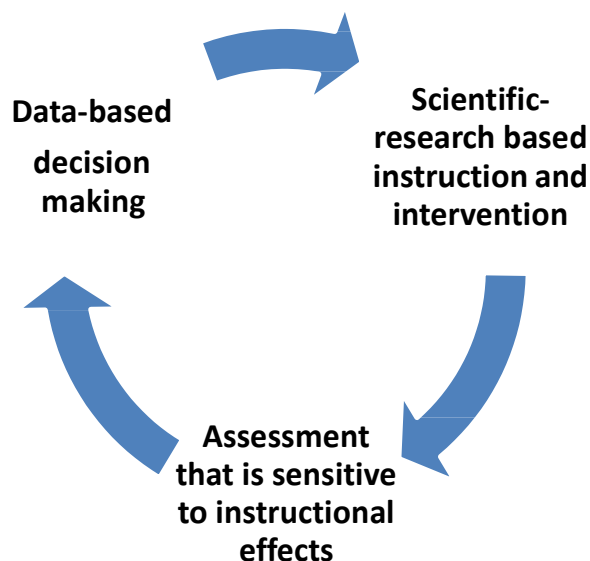 Data-based
decision
making
Scientific-
research based
instruction and
intervention
Assessment
that is sensitive
to instructional
effects